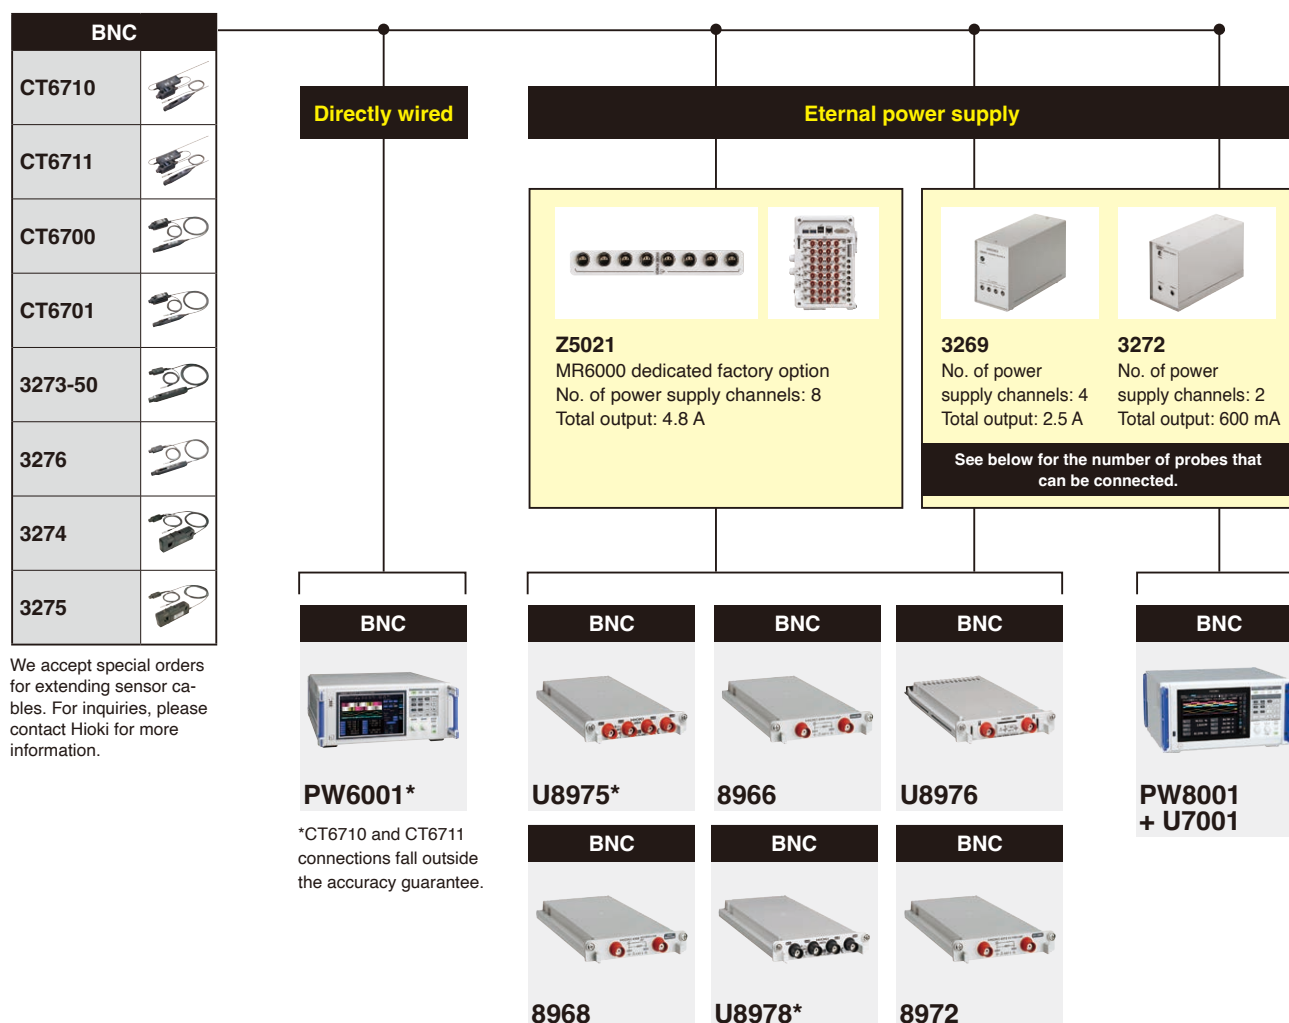 BNC
CT6710
CT6711
CT6700
CT6701
3273-50
3276
3274
3275
We accept special orders
for extending sensor ca-
bles. For inquiries, please
contact Hioki for more
information.
Directly wired
Eternal power supply
Z5021
MR6000 dedicated factory option
No. of power supply channels: 8
Total output: 4.8 A
3269
No. of power
supply channels: 4
Total output: 2.5 A
3272
No. of power
supply channels: 2
Total output: 600 mA
See below for the number of probes that
can be connected.
BNC
PW6001*
*CT6710 and CT6711
connections fall outside
the accuracy guarantee.
BNC
U8975*
BNC
8966
BNC
U8976
BNC
PW8001
+ U7001
BNC
8968
BNC
U8978*
BNC
8972